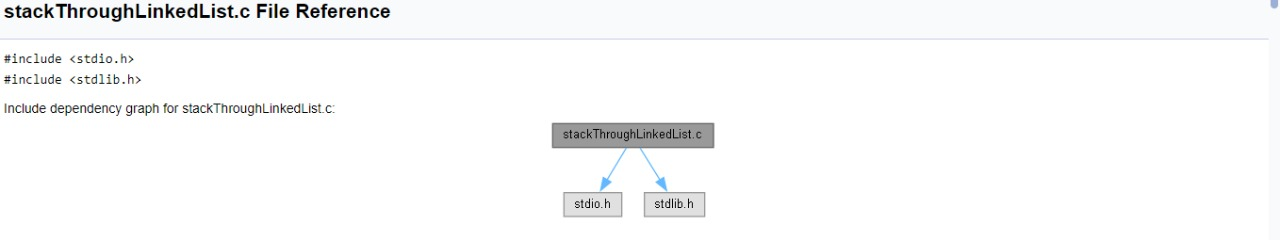 stackThroughLinkedList.c File Reference
#include <stdio.h>
#include <stdlib.h>
Include dependency graph for stackThroughLinkedList.c:
stackThroughLinkedList.c
stdio.h stdlib.h